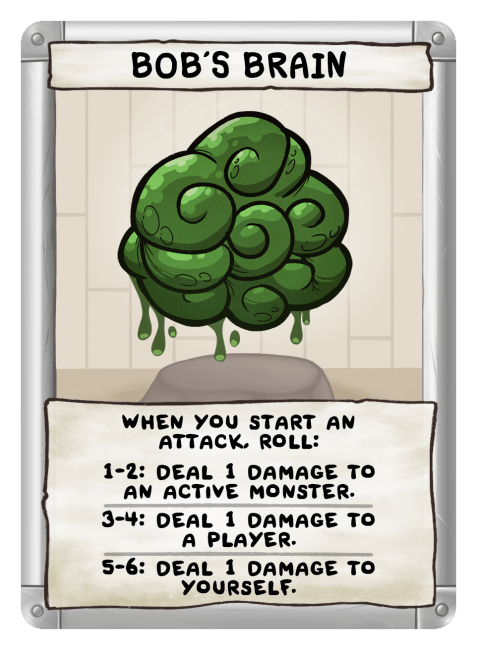 BOB'S BRAIN
WHEN YOU START AN
ATTACK, ROLL:
1-2: DEAL 1 DAMAGE TO
AN ACTIVE MONSTER.
3-4: DEAL 1 DAMAGE TO
A PLAYER.
5-6: DEAL 1 DAMAGE TO
YOURSELF.